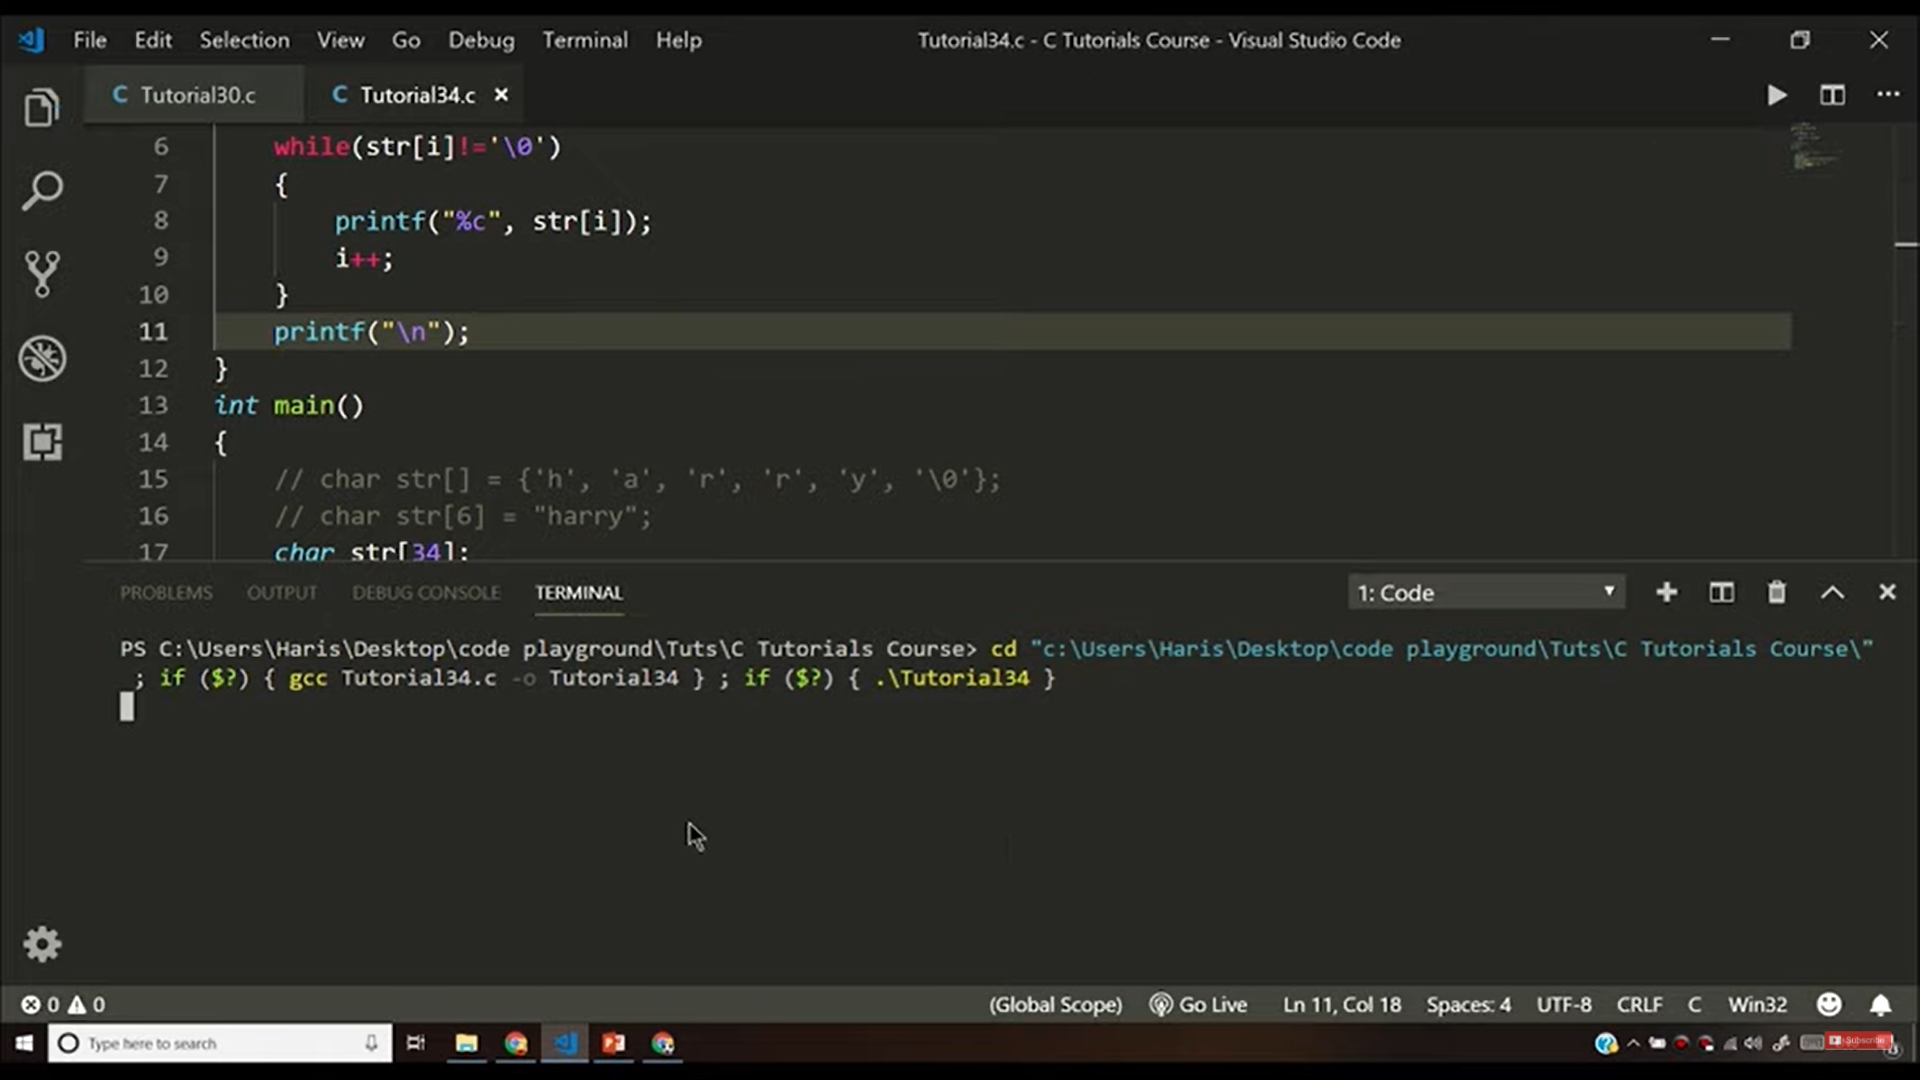 File Edit Selection View Go Debug Terminal Help Tutorial34.c - C Tutorials Course - Visual Studio Code
C Tutorial30.c C Tutorial34.c
6 while(str[i]!='\0')
7 {
8 printf("%c", str[i]);
9 i++;
10 }
11 printf("\n");
12 }
13 int main()
14 {
15 // char str[] = {'h', 'a', 'r', 'r', 'y', '\0'};
16 // char str[6] = "harry";
17 char str[34];
PROBLEMS OUTPUT DEBUG CONSOLE TERMINAL 1: Code
PS C:\Users\Haris\Desktop\code playground\Tuts\C Tutorials Course> cd "c:\Users\Haris\Desktop\code playground\Tuts\C Tutorials Course\"
; if ($?) { gcc Tutorial34.c -o Tutorial34 } ; if ($?) { .\Tutorial34 }
0 0 (Global Scope) Go Live Ln 11, Col 18 Spaces: 4 UTF-8 CRLF C Win32
Type here to search Subscribe